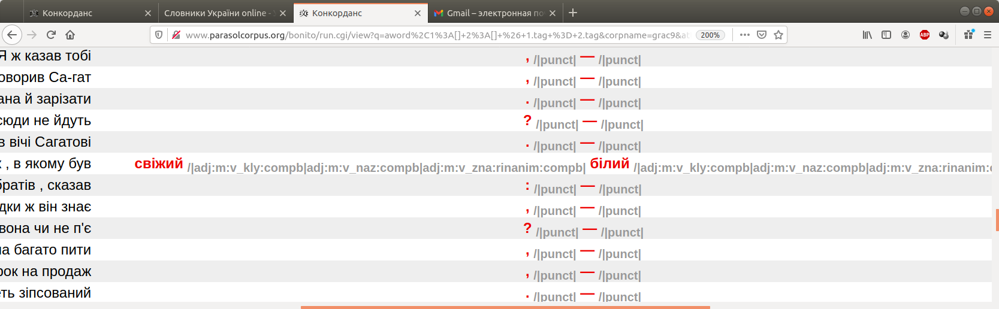 Конкорданс
Словники України online -
Конкорданс
Gmail – электронная по
www.parasolcorpus.org/bonito/run.cgi/view?q=aword%2C1%3A[]+2%3A[]+%26+1.tag+%3D+2.tag&corpname=grac9&at
200%
ABP
Я ж казав тобі , /|punct| — /|punct|
оворив Са-гат , /|punct| — /|punct|
ана й зарізати . /|punct| — /|punct|
сюди не йдуть ? /|punct| — /|punct|
в вічі Сагатові . /|punct| — /|punct|
, в якому був свіжий /|adj:m:v_kly:compb|adj:m:v_naz:compb|adj:m:v_zna:rinanim:compb| білий /|adj:m:v_kly:compb|adj:m:v_naz:compb|adj:m:v_zna:rinanim:
братів , сказав : /|punct| — /|punct|
дки ж він знає , /|punct| — /|punct|
вона чи не п'є ? /|punct| — /|punct|
на багато пити , /|punct| — /|punct|
рок на продаж , /|punct| — /|punct|
ть зіпсований . /|punct| — /|punct|